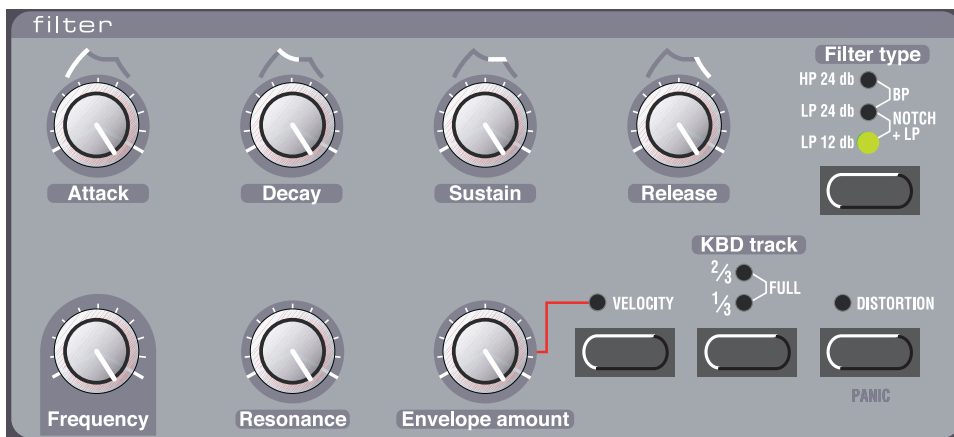 filter
Filter type
HP 24 db
BP
LP 24 db
NOTCH
+ LP
LP 12 db
Attack
Decay
Sustain
Release
KBD track
2/3
FULL
1/3
VELOCITY
DISTORTION
PANIC
Frequency
Resonance
Envelope amount